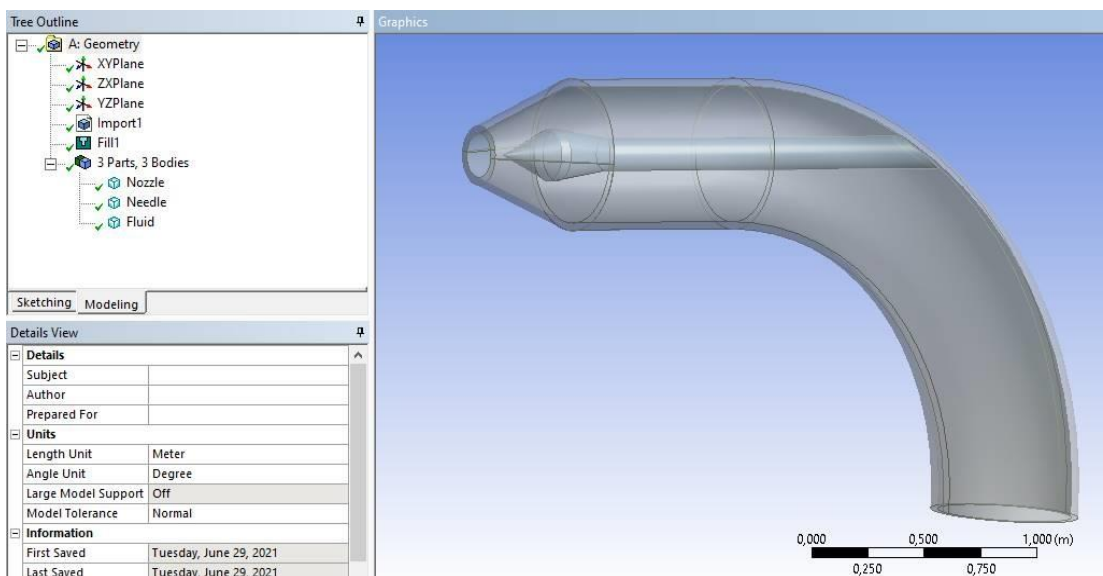 Tree Outline
A: Geometry
XYPlane
ZXPlane
YZPlane
Import1
Fill1
3 Parts, 3 Bodies
Nozzle
Needle
Fluid
Sketching Modeling
Details View
Details
Subject
Author
Prepared For
Units
Length Unit Meter
Angle Unit Degree
Large Model Support Off
Model Tolerance Normal
Information
First Saved Tuesday, June 29, 2021
Last Saved Tuesday, June 29, 2021
Graphics
0,000 0,500 1,000 (m)
0,250 0,750